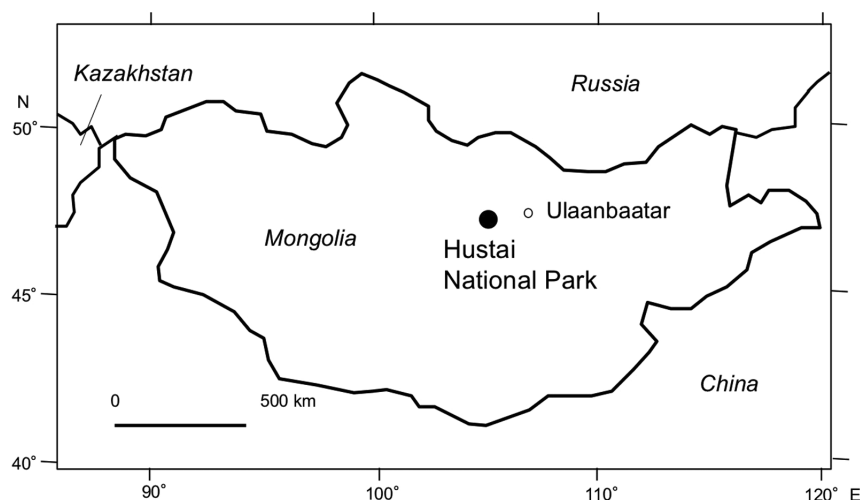 Kazakhstan
Russia
N
50°
Ulaanbaatar
Mongolia
Hustai
National Park
45°
China
0 500 km
40°
90° 100° 110° 120° E